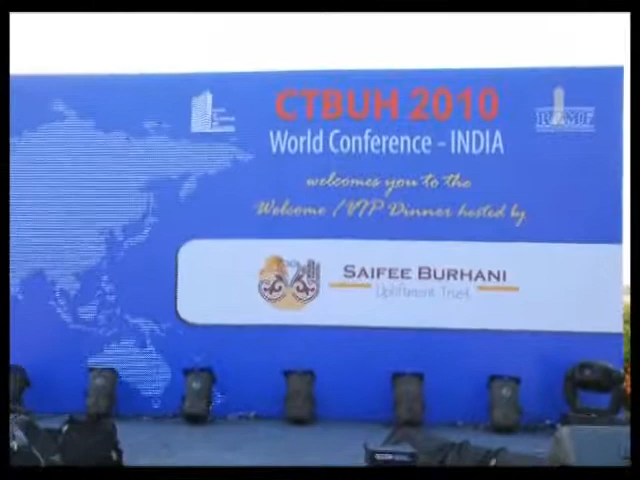 CTBUH 2010
World Conference - INDIA
welcomes you to the
Welcome / VIP Dinner hosted by
SAIFEE BURHANI
Upliftment Trust